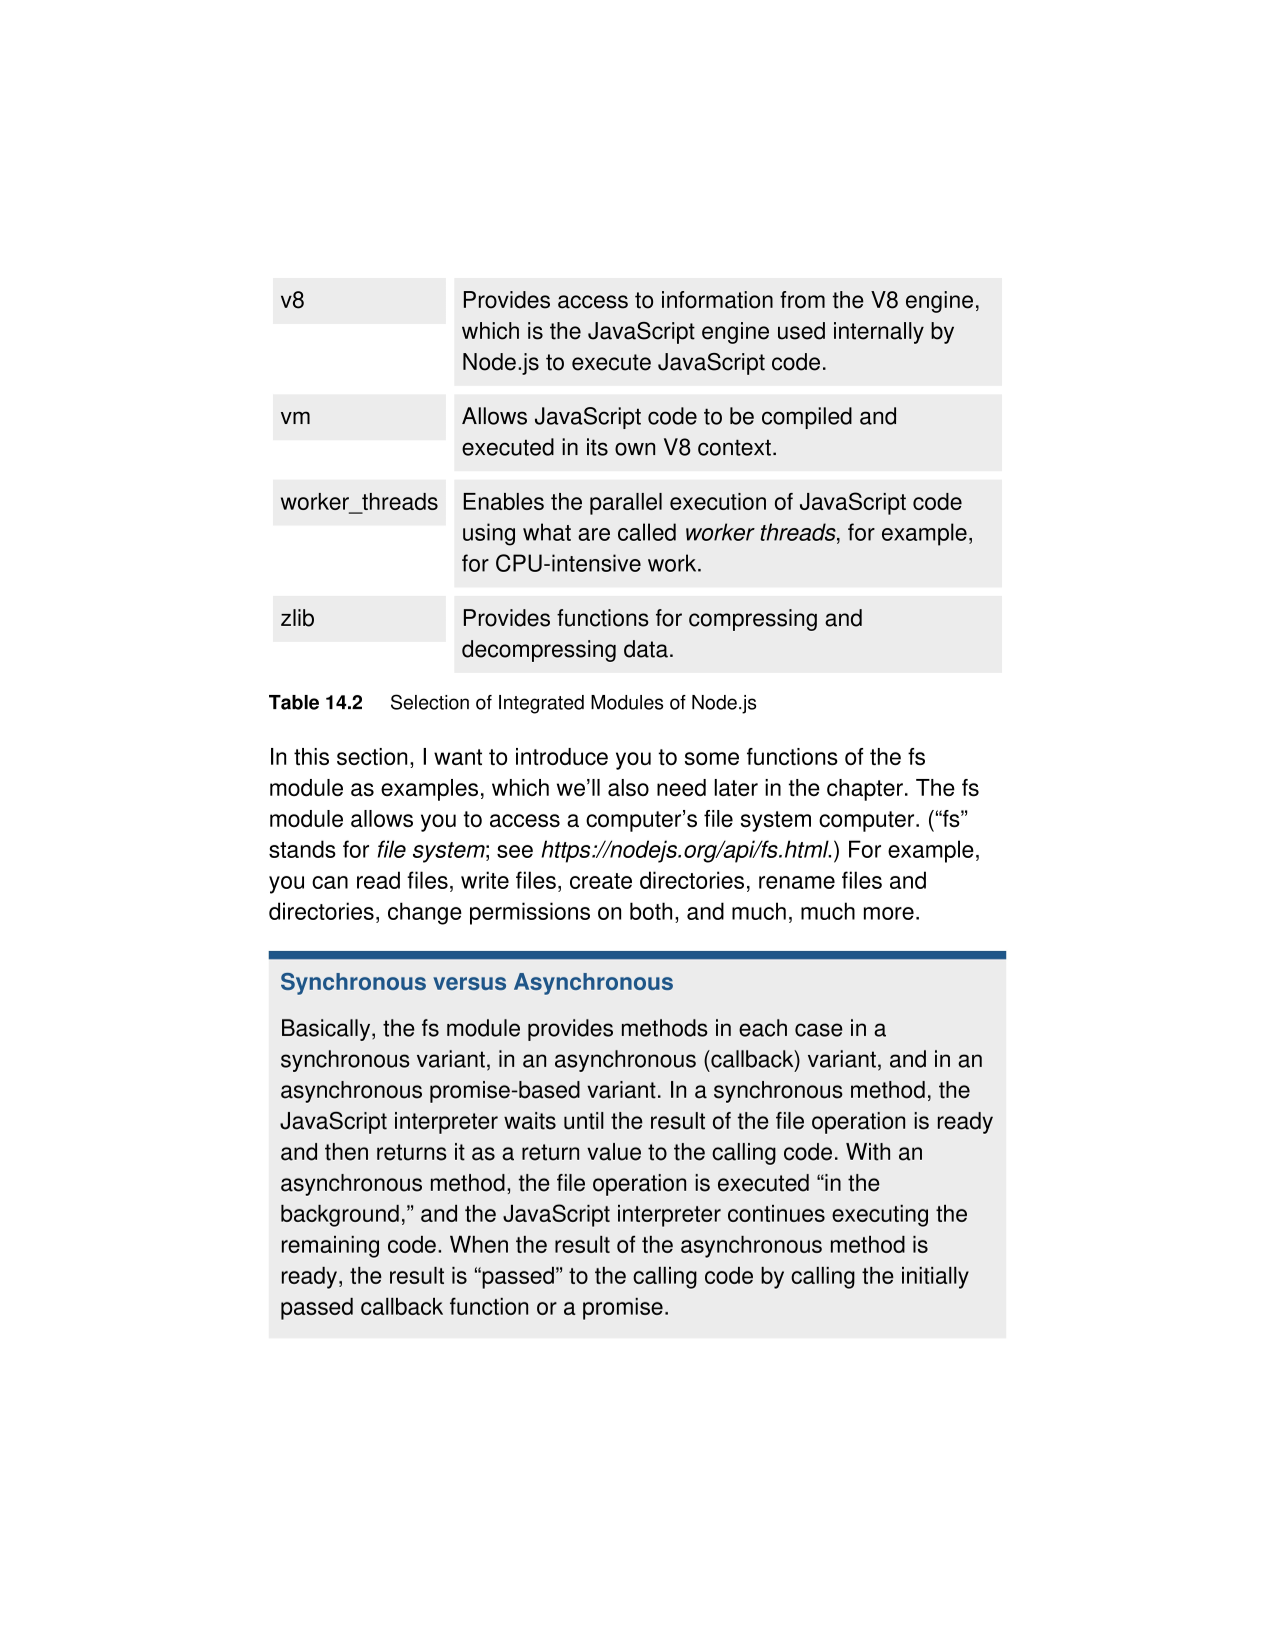 v8
Provides access to information from the V8 engine,
which is the JavaScript engine used internally by
Node.js to execute JavaScript code.
vm
Allows JavaScript code to be compiled and
executed in its own V8 context.
worker_threads
Enables the parallel execution of JavaScript code
using what are called worker threads, for example,
for CPU-intensive work.
zlib
Provides functions for compressing and
decompressing data.
Table 14.2 Selection of Integrated Modules of Node.js
In this section, I want to introduce you to some functions of the fs
module as examples, which we’ll also need later in the chapter. The fs
module allows you to access a computer’s file system computer. (“fs”
stands for file system; see https://nodejs.org/api/fs.html.) For example,
you can read files, write files, create directories, rename files and
directories, change permissions on both, and much, much more.
Synchronous versus Asynchronous
Basically, the fs module provides methods in each case in a
synchronous variant, in an asynchronous (callback) variant, and in an
asynchronous promise-based variant. In a synchronous method, the
JavaScript interpreter waits until the result of the file operation is ready
and then returns it as a return value to the calling code. With an
asynchronous method, the file operation is executed “in the
background,” and the JavaScript interpreter continues executing the
remaining code. When the result of the asynchronous method is
ready, the result is “passed” to the calling code by calling the initially
passed callback function or a promise.